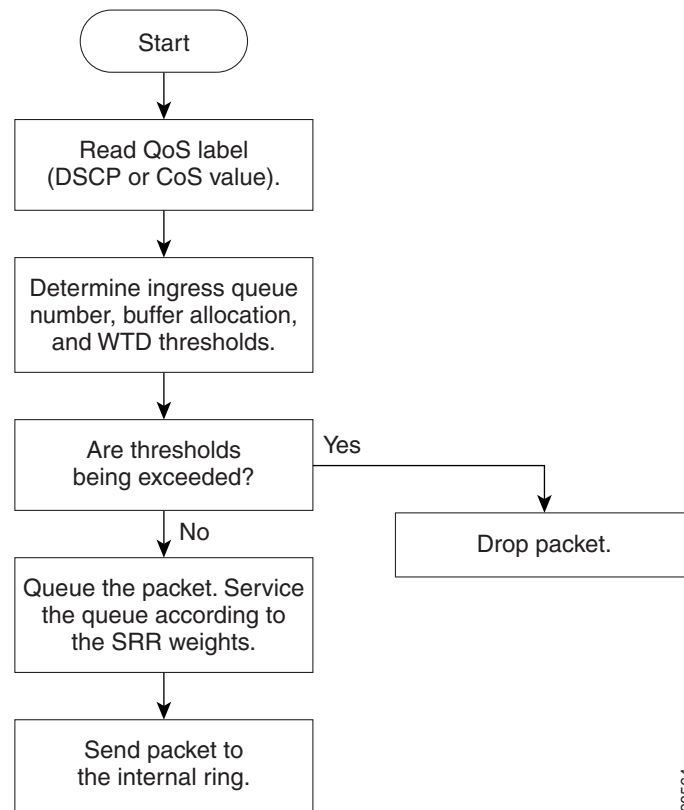 Start
Read QoS label
(DSCP or CoS value).
Determine ingress queue
number, buffer allocation,
and WTD thresholds.
Are thresholds
being exceeded?
Yes
No
Drop packet.
Queue the packet. Service
the queue according to
the SRR weights.
Send packet to
the internal ring.